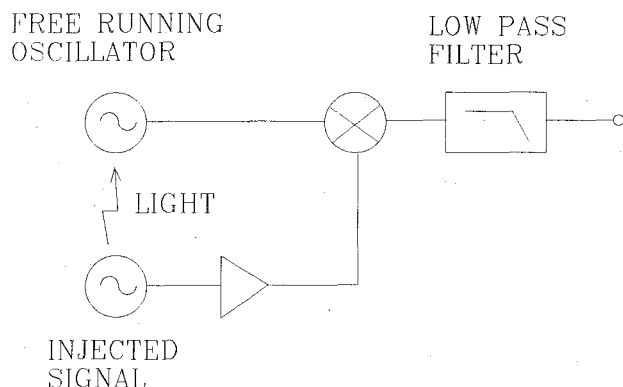 FREE RUNNING
OSCILLATOR
LOW PASS
FILTER
LIGHT
INJECTED
SIGNAL